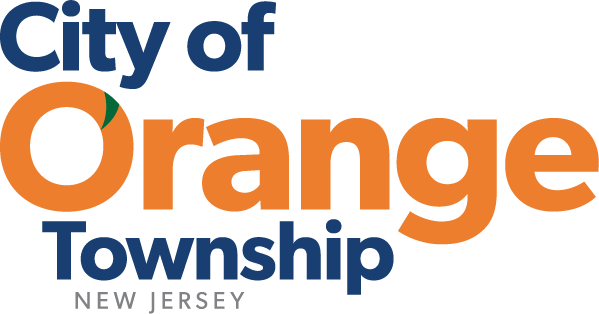 City of
Orange
Township
NEW JERSEY